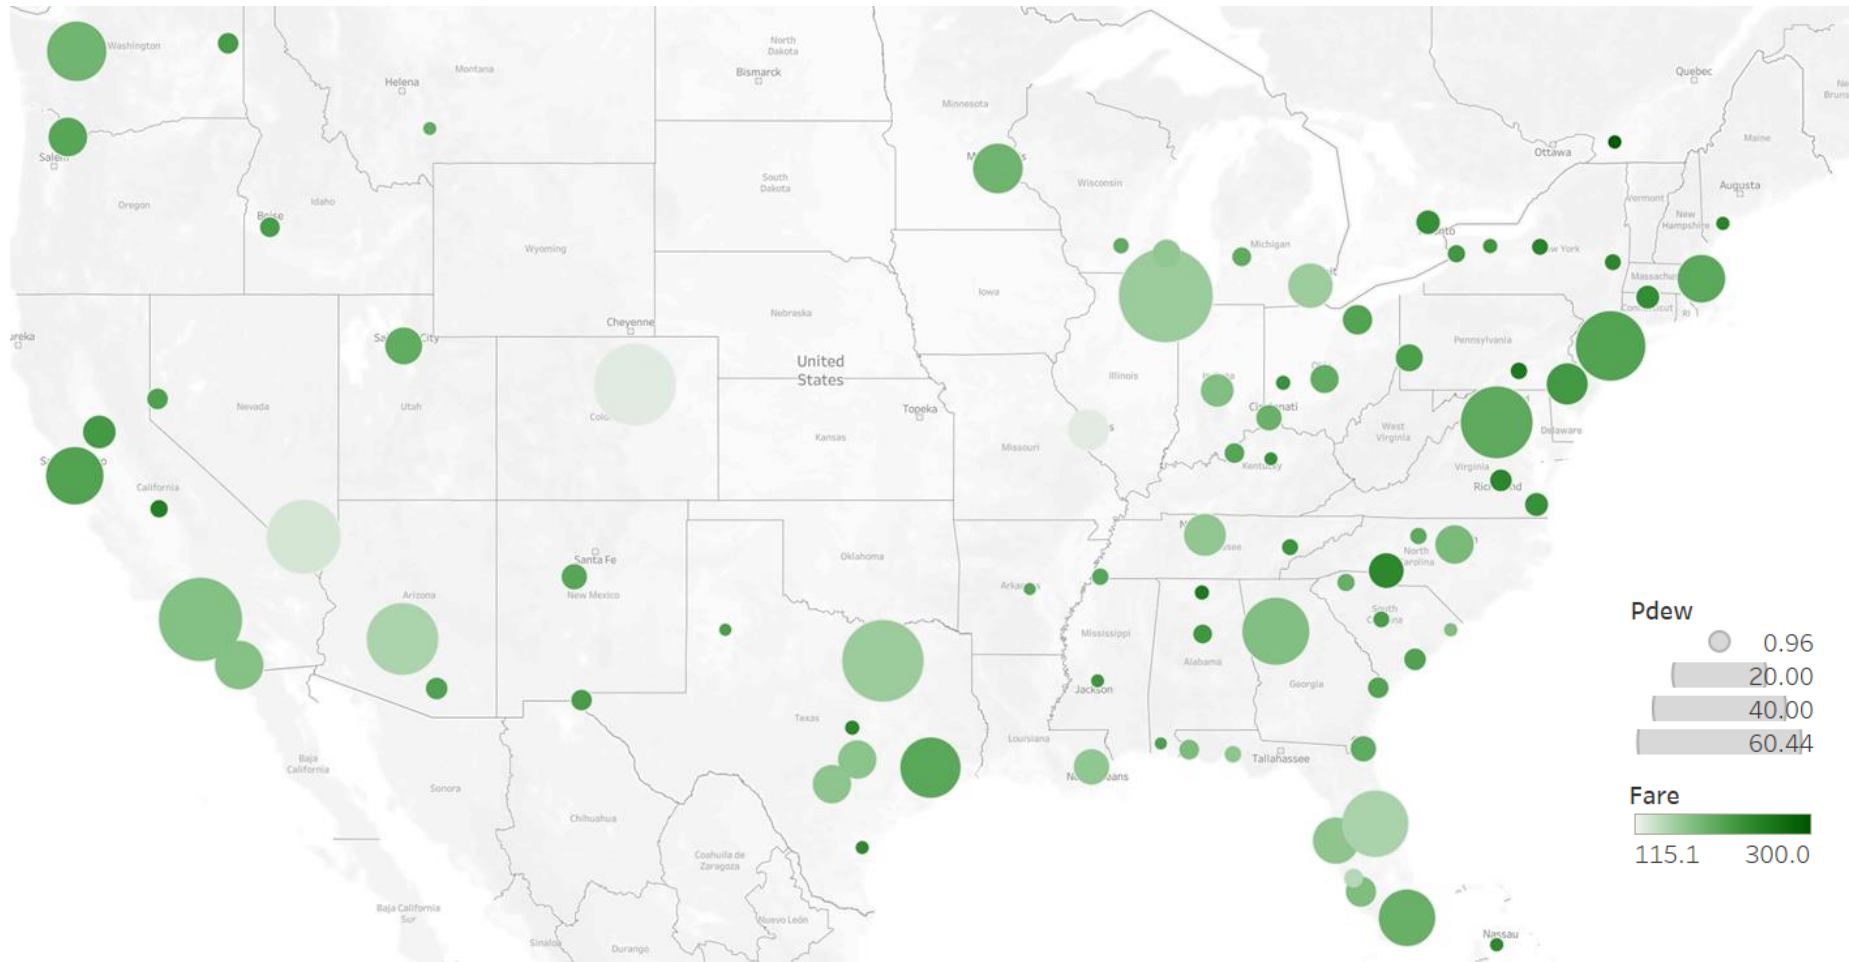 Quebec
Washington
North
Dakota
Montana
Bismarck
Helena
Minnesota
Maine
Ottawa
Wisconsin
South
Dakota
Augusta
Vermont
New
Hampshire
Oregon
Idaho
Boise
Wyoming
Michigan
Iowa
Nebraska
Cheyenne
United
States
Pennsylvania
Illinois
Nevada
Utah
Topeka
Kansas
Missouri
West
Virginia
Delaware
Virginia
Kentucky
California
Santa Fe
Oklahoma
Arizona
New Mexico
North
Carolina
South
Mississippi
Alabama
Georgia
Jackson
Texas
Louisiana
Tallahassee
Baja
California
Sonora
Chihuahua
Coahuila de
Zaragoza
Baja California
Sur
Nuevo León
Sinaloa
Durango
Nassau
Pdew
0.96
20.00
40.00
60.44
Fare
115.1 300.0